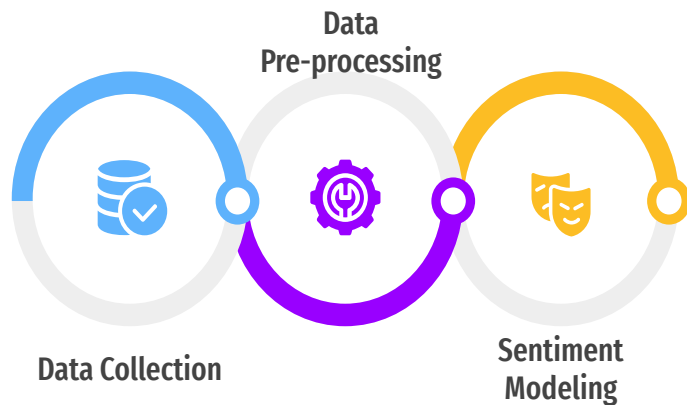 Data
Pre-processing
Data Collection
Sentiment
Modeling